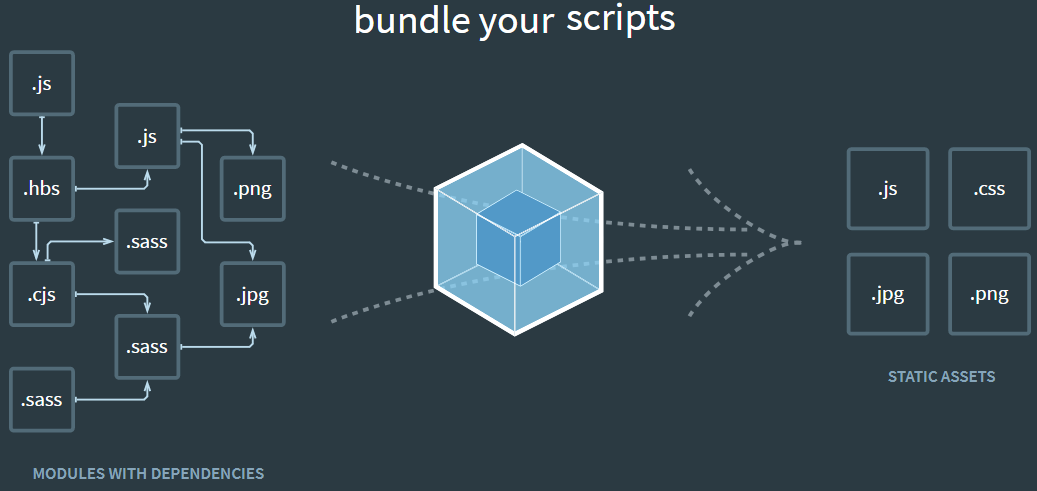 bundle your scripts
.js
.js
.hbs
.png
.sass
.cjs
.jpg
.sass
.sass
MODULES WITH DEPENDENCIES
.js
.css
.jpg
.png
STATIC ASSETS